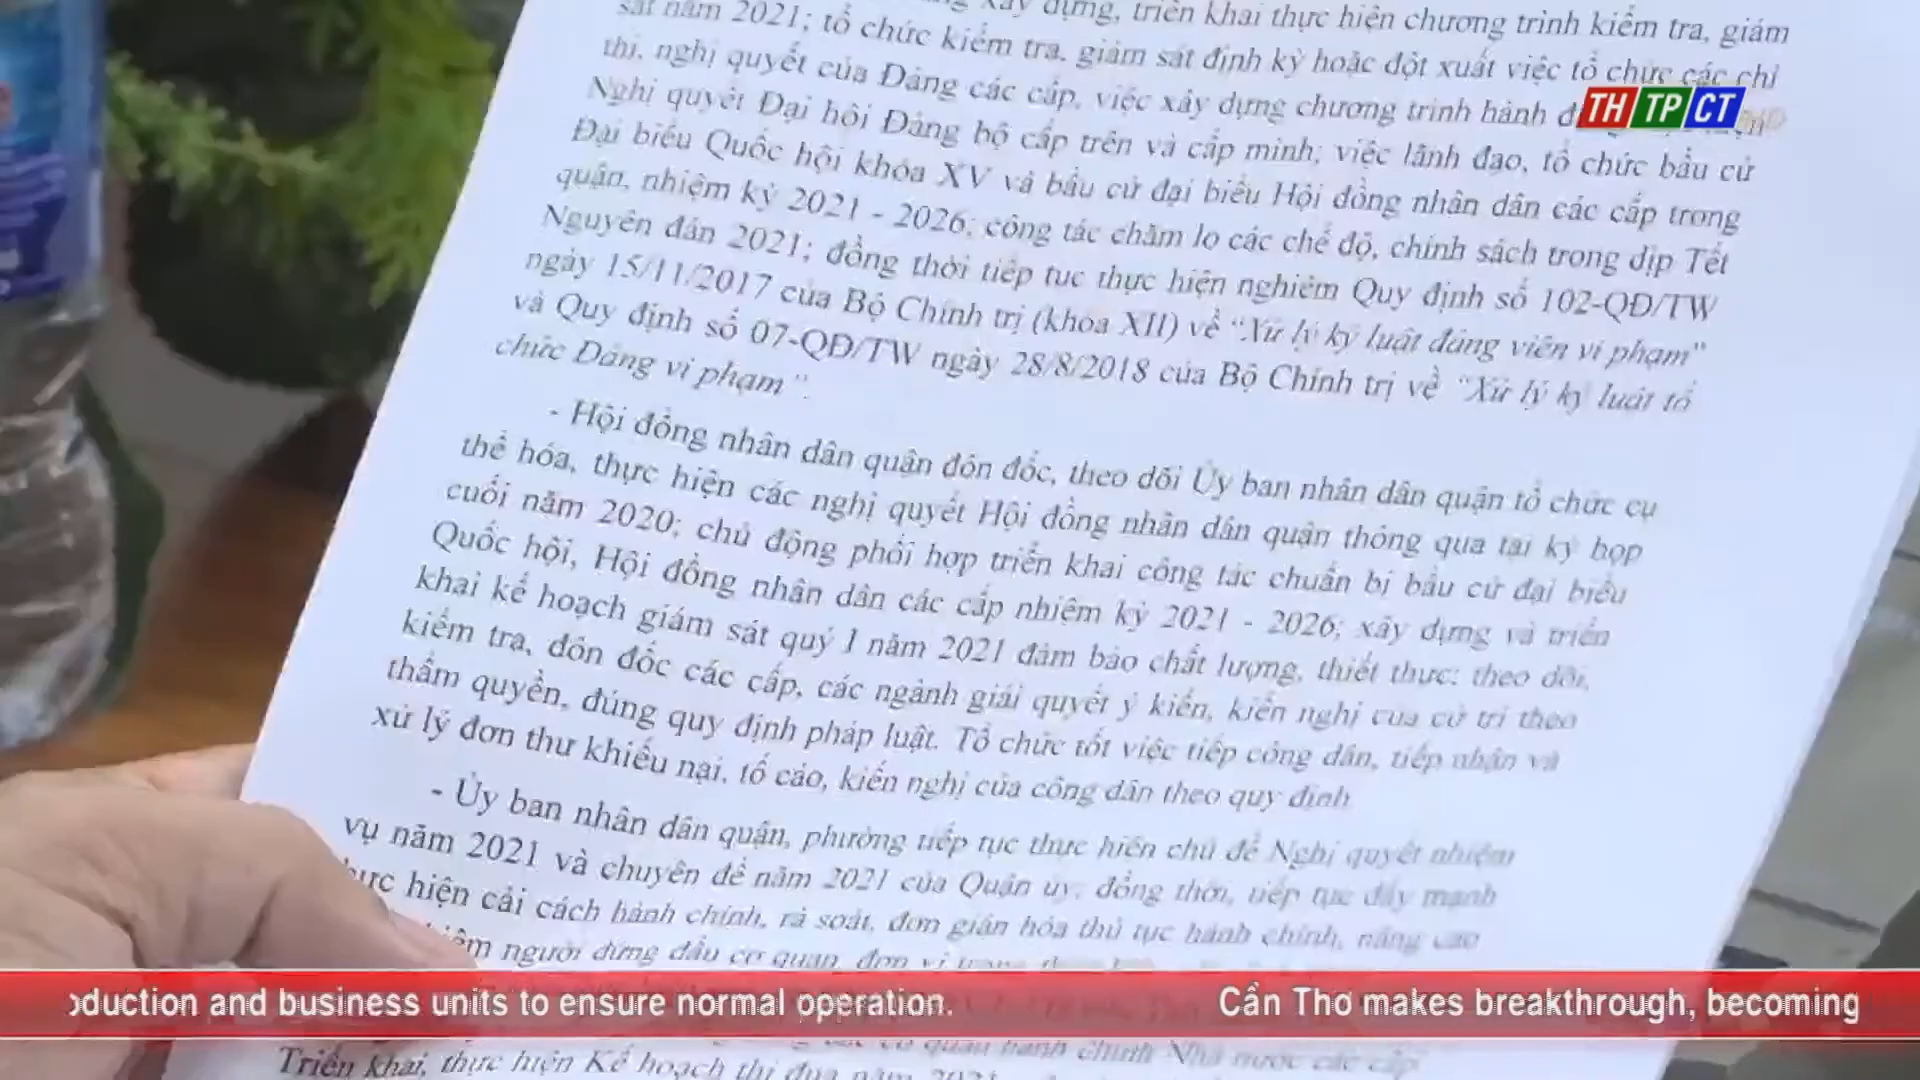 xây dựng, triển khai thực hiện chương trình kiểm tra, giám
sát năm 2021; tổ chức kiểm tra, giám sát định kỳ hoặc đột xuất việc tổ chức các chỉ
thị, nghị quyết của Đảng các cấp, việc xây dựng chương trình hành
Nghị quyết Đại hội Đảng bộ cấp trên và cấp mình; việc lãnh đạo, tổ chức bầu cử
Đại biểu Quốc hội khóa XV và bầu cử đại biểu Hội đồng nhân dân các cấp trong
quận, nhiệm kỳ 2021 - 2026; công tác chăm lo các chế độ, chính sách trong dịp Tết
Nguyên đán 2021; đồng thời tiếp tục thực hiện nghiêm Quy định số 102-QĐ/TW
ngày 15/11/2017 của Bộ Chính trị (khóa XII) về "Xử lý kỷ luật đảng viên vi phạm"
và Quy định số 07-QĐ/TW ngày 28/8/2018 của Bộ Chính trị về "Xử lý kỷ luật tổ
chức Đảng vi phạm".
- Hội đồng nhân dân quận đôn đốc, theo dõi Ủy ban nhân dân quận tổ chức cụ
thể hóa, thực hiện các nghị quyết Hội đồng nhân dân quận thông qua tại kỳ họp
cuối năm 2020; chủ động phối hợp triển khai công tác chuẩn bị bầu cử đại biểu
Quốc hội, Hội đồng nhân dân các cấp nhiệm kỳ 2021 - 2026; xây dựng và triển
khai kế hoạch giám sát quý I năm 2021 đảm bảo chất lượng, thiết thực; theo dõi,
kiểm tra, đôn đốc các cấp, các ngành giải quyết ý kiến, kiến nghị của cử tri theo
thẩm quyền, đúng quy định pháp luật. Tổ chức tốt việc tiếp công dân, tiếp nhận và
xử lý đơn thư khiếu nại, tố cáo, kiến nghị của công dân theo quy định
- Ủy ban nhân dân quận, phường tiếp tục thực hiện chủ đề Nghị quyết nhiệm
vụ năm 2021 và chuyên đề năm 2021 của Quận ủy; đồng thời, tiếp tục đẩy mạnh
thực hiện cải cách hành chính, rà soát, đơn giản hóa thủ tục hành chính, nâng cao
người đứng đầu cơ quan, đơn vị
Triển khai, thực hiện Kế hoạch thi đua năm 2021
THTPCT
oduction and business units to ensure normal operation. Cần Thơ makes breakthrough, becoming